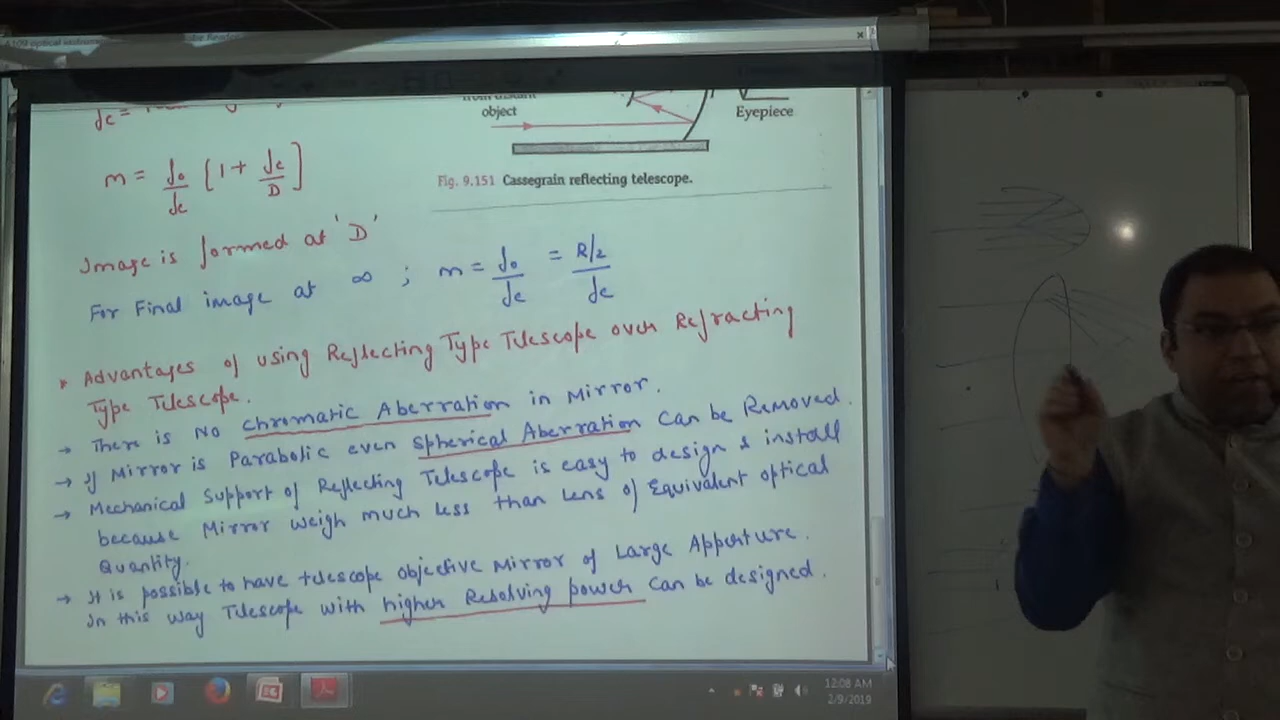 from distant
object
Eyepiece
Fig. 9.151 Cassegrain reflecting telescope.
fe =
m = fo/fe [1 + fe/D]
Image is formed at 'D'
For Final image at ∞ ; m = fo/fe = R/2/fe
* Advantages of using Reflecting Type Telescope over Refracting
Type Telescope.
→ There is No chromatic Aberration in Mirror.
→ if Mirror is Parabolic even Spherical Aberration can be Removed.
→ Mechanical Support of Reflecting Telescope is easy to design & install
because Mirror weigh much less than Lens of Equivalent optical
Quantity.
→ It is possible to have telescope objective Mirror of Large Apperture.
In this way Telescope with higher Resolving power can be designed.
12:08 AM
2/9/2019